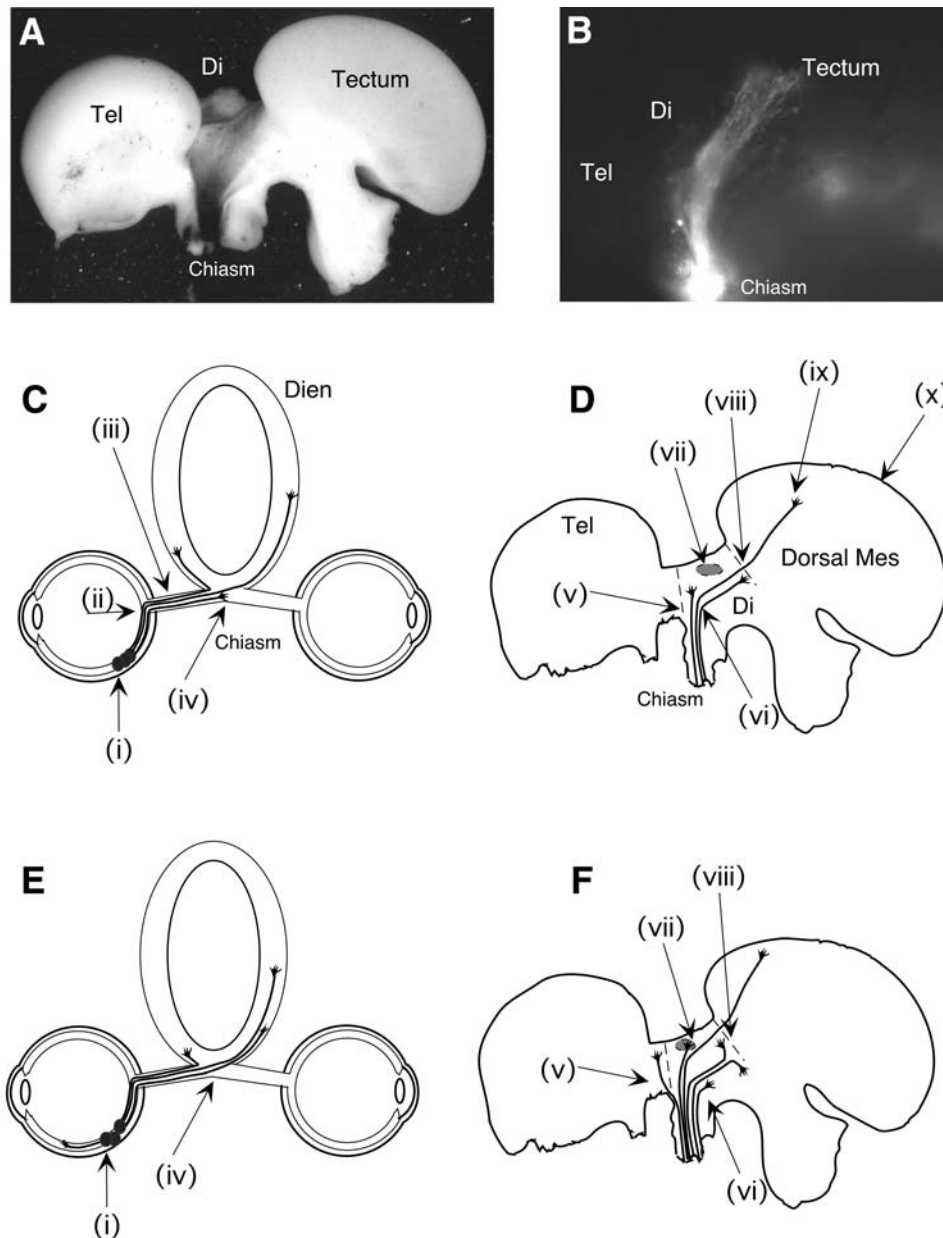 A
Di
Tel
Tectum
Chiasm
B
Tectum
Di
Tel
Chiasm
C
Dien
(iii)
(ii)
Chiasm
(iv)
(i)
D
(ix)
(viii)
(x)
(vii)
Tel
Dorsal Mes
(v)
Di
Chiasm
(vi)
E
(iv)
(i)
F
(viii)
(vii)
(v)
(vi)